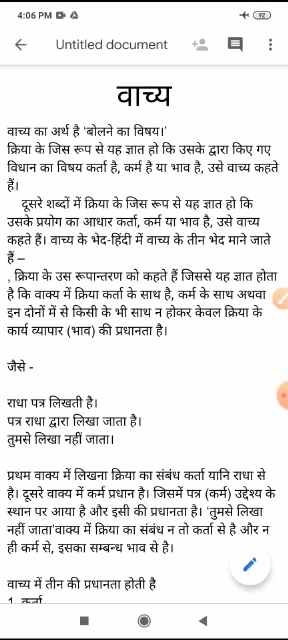 4:06 PM
92
Untitled document
वाच्य
वाच्य का अर्थ है 'बोलने का विषय।'
क्रिया के जिस रूप से यह ज्ञात हो कि उसके द्वारा किए गए
विधान का विषय कर्ता है, कर्म है या भाव है, उसे वाच्य कहते
हैं।
दूसरे शब्दों में क्रिया के जिस रूप से यह ज्ञात हो कि
उसके प्रयोग का आधार कर्ता, कर्म या भाव है, उसे वाच्य
कहते हैं। वाच्य के भेद-हिंदी में वाच्य के तीन भेद माने जाते
हैं –
, क्रिया के उस रूपान्तरण को कहते हैं जिससे यह ज्ञात होता
है कि वाक्य में क्रिया कर्ता के साथ है, कर्म के साथ अथवा
इन दोनों में से किसी के भी साथ न होकर केवल क्रिया के
कार्य व्यापार (भाव) की प्रधानता है।
जैसे -
राधा पत्र लिखती है।
पत्र राधा द्वारा लिखा जाता है।
तुमसे लिखा नहीं जाता।
प्रथम वाक्य में लिखना क्रिया का संबंध कर्ता यानि राधा से
है। दूसरे वाक्य में कर्म प्रधान है। जिसमें पत्र (कर्म) उद्देश्य के
स्थान पर आया है और इसी की प्रधानता है। 'तुमसे लिखा
नहीं जाता'वाक्य में क्रिया का संबंध न तो कर्ता से है और न
ही कर्म से, इसका सम्बन्ध भाव से है।
वाच्य में तीन की प्रधानता होती है
1. कर्ता